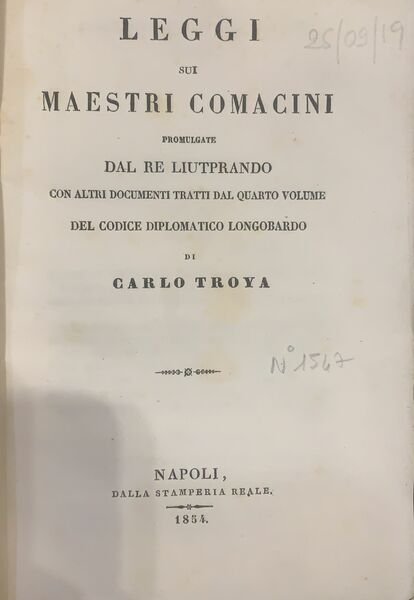 LEGGI
25/09/19
SUI
MAESTRI COMACINI
PROMULGATE
DAL RE LIUTPRANDO
CON ALTRI DOCUMENTI TRATTI DAL QUARTO VOLUME
DEL CODICE DIPLOMATICO LONGOBARDO
DI
CARLO TROYA
N° 1547
NAPOLI,
DALLA STAMPERIA REALE.
1854.